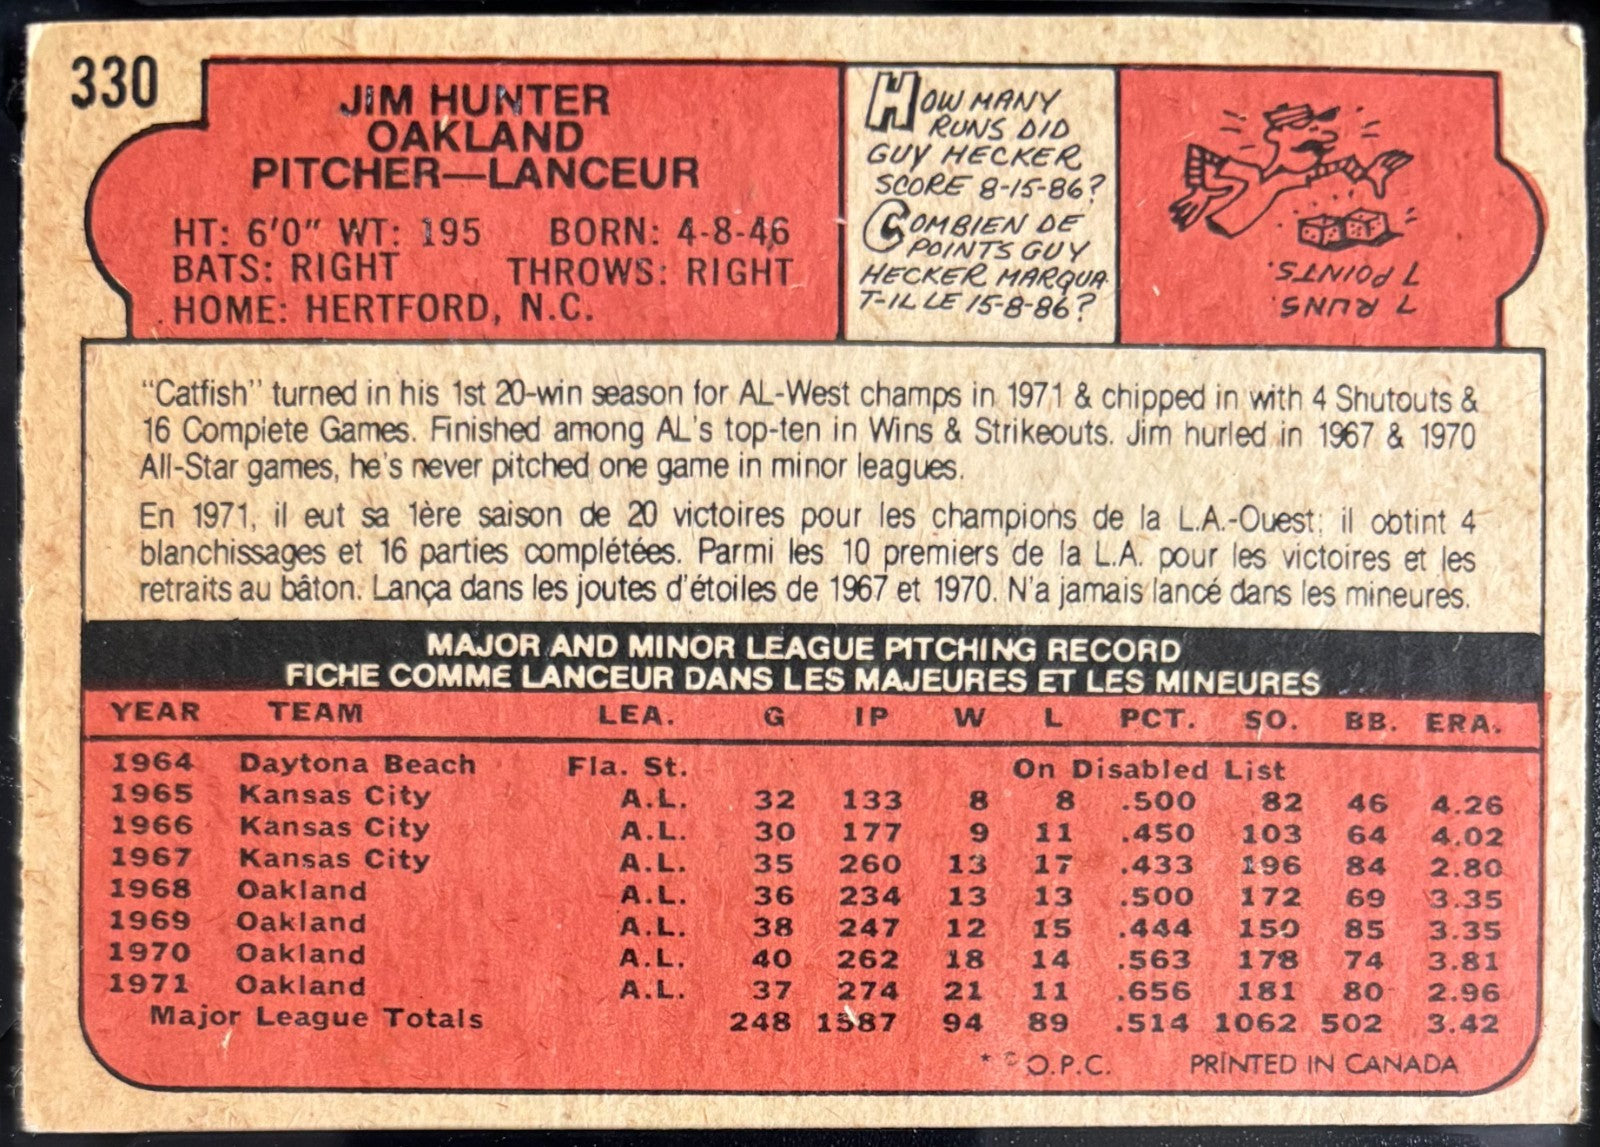 330
JIM HUNTER
OAKLAND
PITCHER—LANCEUR
HT: 6'0" WT: 195 BORN: 4-8-46
BATS: RIGHT THROWS: RIGHT
HOME: HERTFORD, N.C.
HOW MANY
RUNS DID
GUY HECKER
SCORE 8-15-86?
COMBIEN DE
POINTS GUY
HECKER MARQUA
T-IL LE 15-8-86?
7 RUNS.
7 POINTS.
"Catfish" turned in his 1st 20-win season for AL-West champs in 1971 & chipped in with 4 Shutouts &
16 Complete Games. Finished among AL's top-ten in Wins & Strikeouts. Jim hurled in 1967 & 1970
All-Star games, he's never pitched one game in minor leagues.
En 1971, il eut sa 1ère saison de 20 victoires pour les champions de la L.A.-Ouest; il obtint 4
blanchissages et 16 parties complétées. Parmi les 10 premiers de la L.A. pour les victoires et les
retraits au bâton. Lança dans les joutes d'étoiles de 1967 et 1970. N'a jamais lancé dans les mineures.
MAJOR AND MINOR LEAGUE PITCHING RECORD
FICHE COMME LANCEUR DANS LES MAJEURES ET LES MINEURES
YEAR TEAM LEA. G IP W L PCT. SO. BB. ERA.
1964 Daytona Beach Fla. St. On Disabled List
1965 Kansas City A.L. 32 133 8 8 .500 82 46 4.26
1966 Kansas City A.L. 30 177 9 11 .450 103 64 4.02
1967 Kansas City A.L. 35 260 13 17 .433 196 84 2.80
1968 Oakland A.L. 36 234 13 13 .500 172 69 3.35
1969 Oakland A.L. 38 247 12 15 .444 150 85 3.35
1970 Oakland A.L. 40 262 18 14 .563 178 74 3.81
1971 Oakland A.L. 37 274 21 11 .656 181 80 2.96
Major League Totals 248 1587 94 89 .514 1062 502 3.42
* © O.P.C. PRINTED IN CANADA